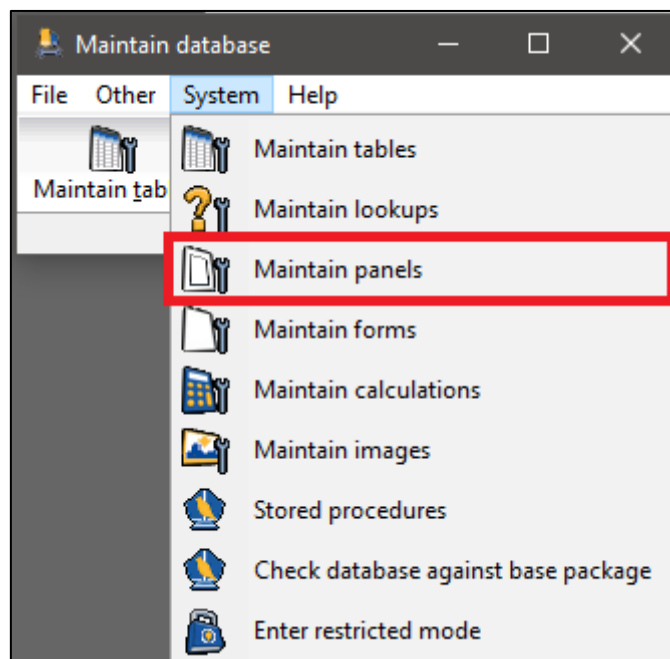 Maintain database
File Other System Help
Maintain tab
Maintain tables
Maintain lookups
Maintain panels
Maintain forms
Maintain calculations
Maintain images
Stored procedures
Check database against base package
Enter restricted mode